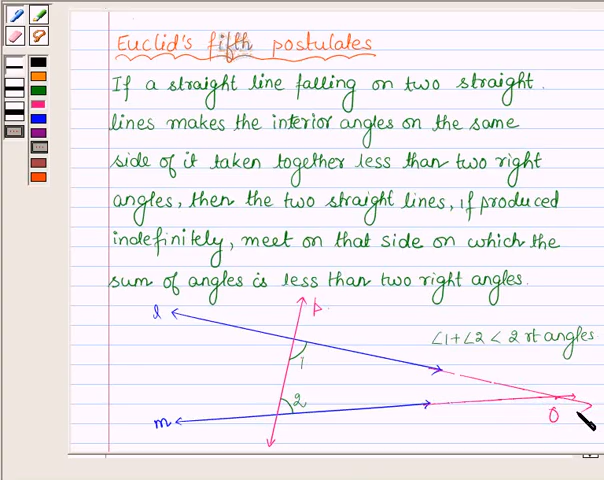 Euclid's fifth postulales
If a straight line falling on two straight
lines makes the interior angles on the same
side of it taken together less than two right
angles, then the two straight lines, if produced
indefinitely, meet on that side on which the
sum of angles is less than two right angles.
l
p
∠1+∠2 < 2 rt angles
1
2
m
O